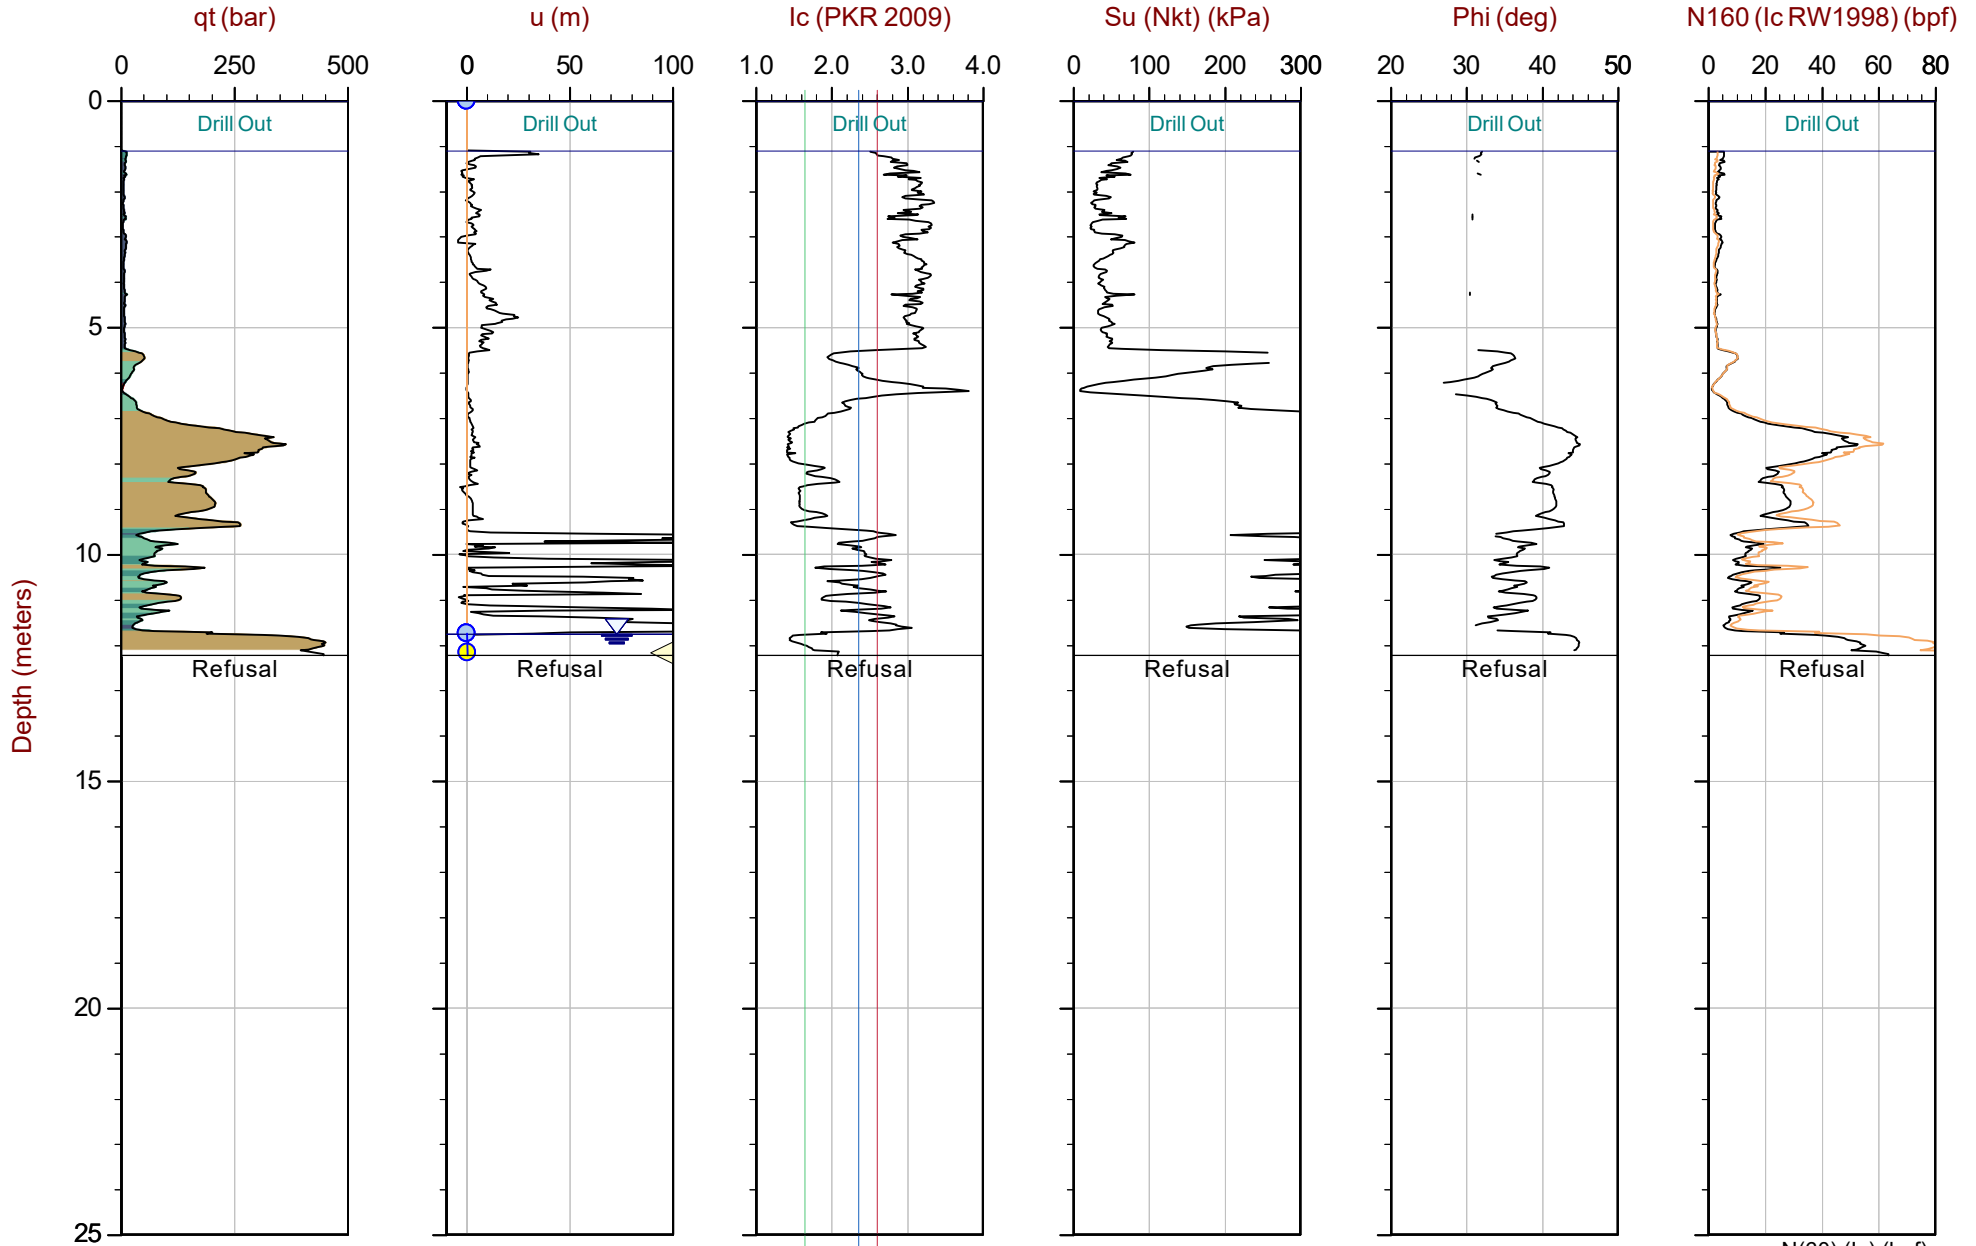 qt (bar) u (m) Ic (PKR 2009) Su (Nkt) (kPa) Phi (deg) N160 (Ic RW1998) (bpf)
0 250 500 0 50 100 1.0 2.0 3.0 4.0 0 100 200 300 20 30 40 50 0 20 40 60 80
0
Drill Out Drill Out Drill Out Drill Out Drill Out Drill Out
5
10
Refusal Refusal Refusal Refusal Refusal Refusal
Depth (meters)
15
20
25